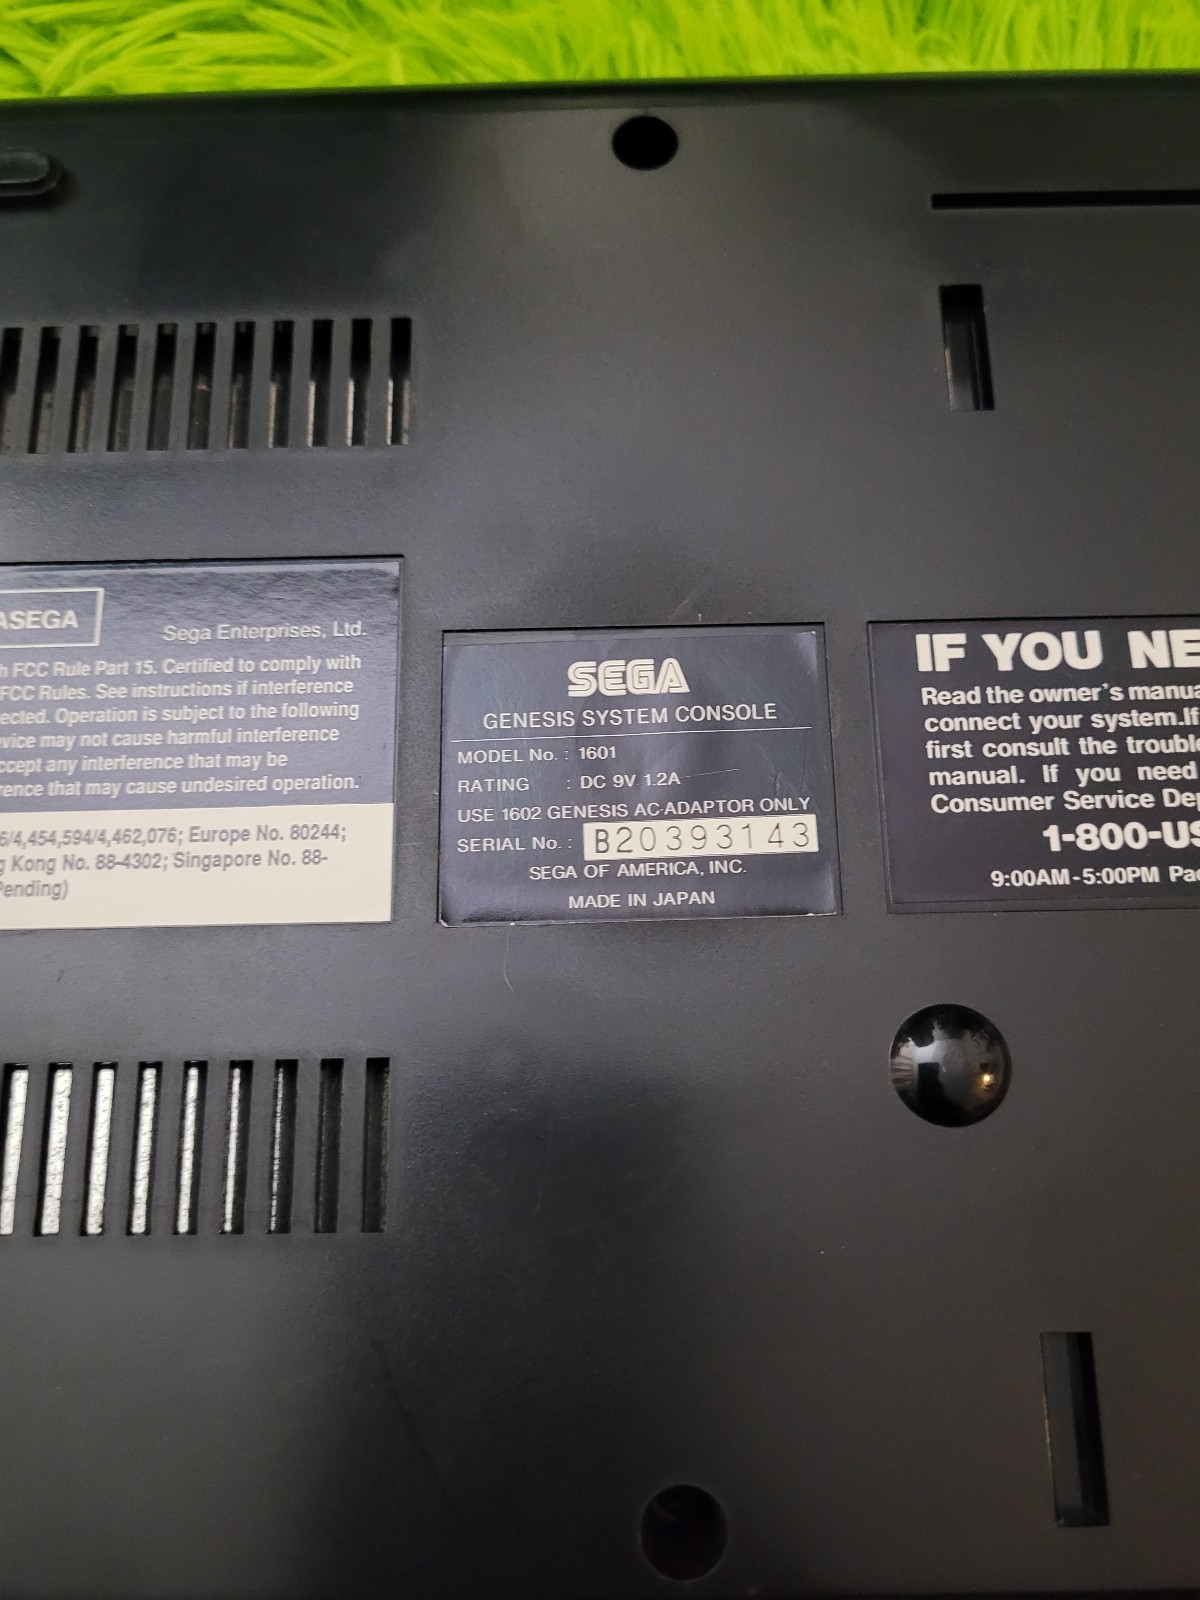 SEGA
Sega Enterprises, Ltd.
FCC Rule Part 15. Certified to comply with
FCC Rules. See instructions if interference
Operation is subject to the following
may not cause harmful interference
any interference that may be
that may cause undesired operation.
6/4,454,594/4,462,076; Europe No. 80244;
Kong No. 88-4302; Singapore No. 88-
Pending)
SEGA
GENESIS SYSTEM CONSOLE
MODEL No. : 1601
RATING : DC 9V 1.2A
USE 1602 GENESIS AC-ADAPTOR ONLY
SERIAL No. : B20393143
SEGA OF AMERICA, INC.
MADE IN JAPAN
IF YOU NE
Read the owner's manua
connect your system.If
first consult the trouble
manual. If you need
Consumer Service De
1-800-US
9:00AM-5:00PM Pac